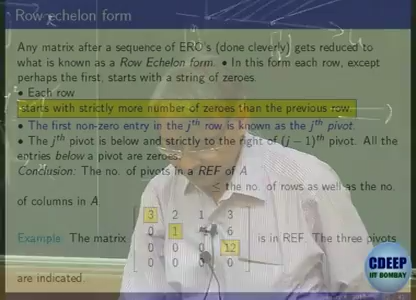 Row echelon form
Any matrix after a sequence of ERO's (done cleverly) gets reduced to
what is known as a Row Echelon form. • In this form each row, except
perhaps the first, starts with a string of zeroes.
• Each row
starts with strictly more number of zeroes than the previous row.
• The first non-zero entry in the jth row is known as the jth pivot.
• The jth pivot is below and strictly to the right of (j − 1)th pivot. All the
entries below a pivot are zeroes.
Conclusion: The no. of pivots in a REF of A
≤ the no. of rows as well as the no.
of columns in A
3 2 1 3
Example: The matrix 0 1 6 is in REF. The three pivots
0 0 12
0 0 0 0
are indicated.
CDEEP
IIT BOMBAY